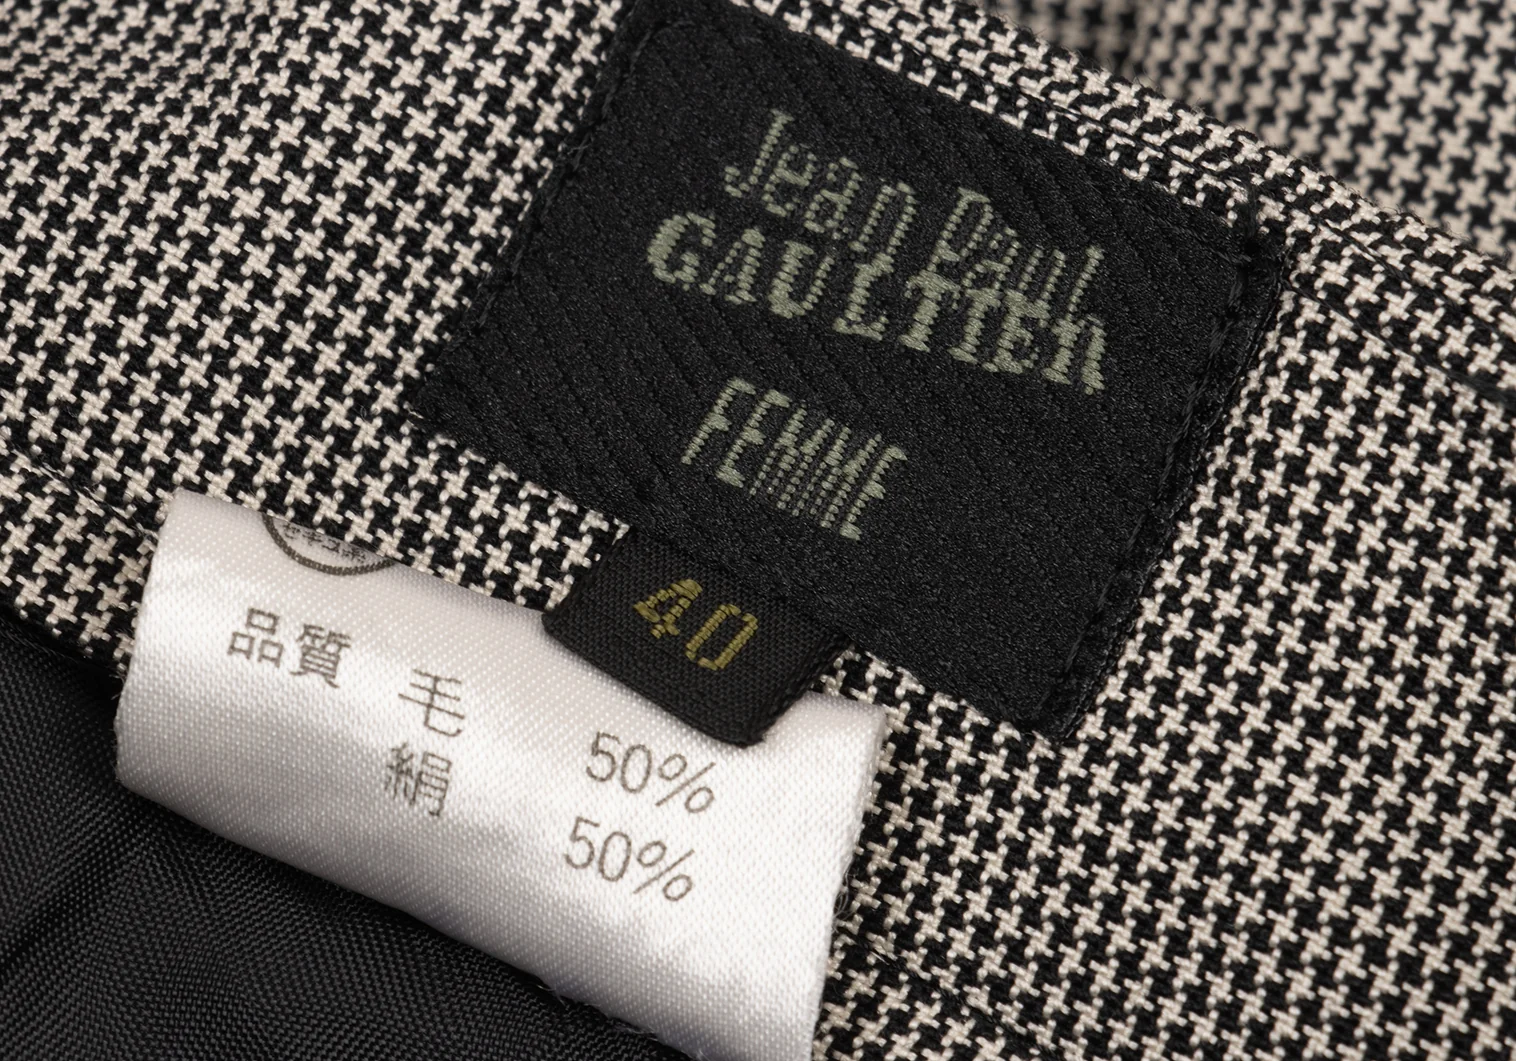 Jean Paul
GAULTIER
FEMME
40
品質 毛 50%
絹 50%